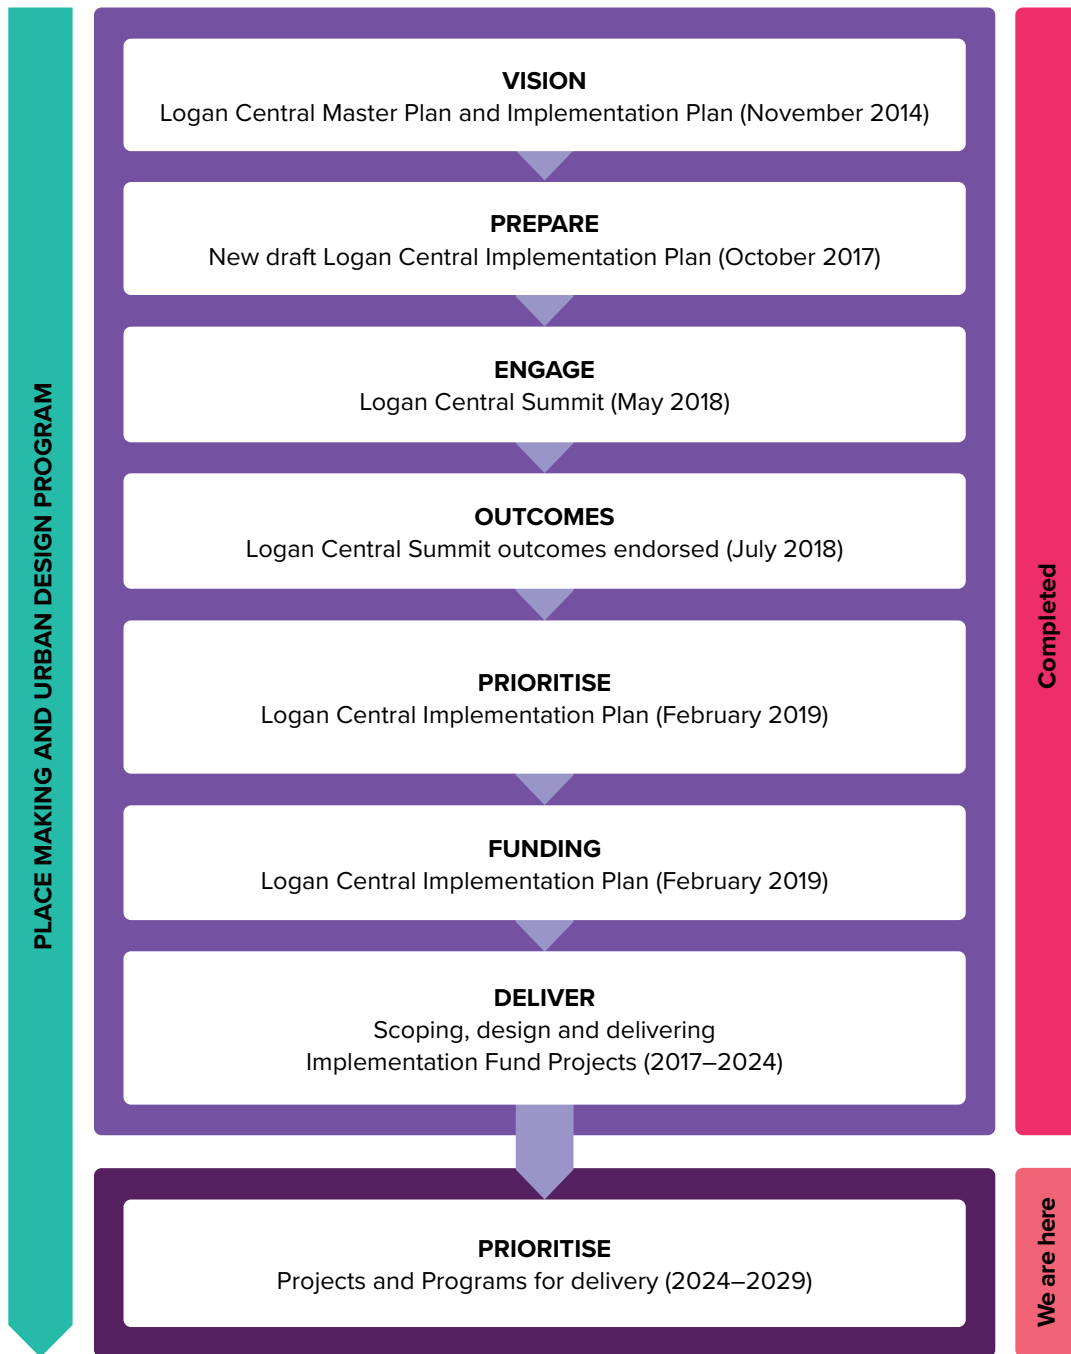 PLACE MAKING AND URBAN DESIGN PROGRAM
VISION
Logan Central Master Plan and Implementation Plan (November 2014)
PREPARE
New draft Logan Central Implementation Plan (October 2017)
ENGAGE
Logan Central Summit (May 2018)
OUTCOMES
Logan Central Summit outcomes endorsed (July 2018)
PRIORITISE
Logan Central Implementation Plan (February 2019)
FUNDING
Logan Central Implementation Plan (February 2019)
DELIVER
Scoping, design and delivering
Implementation Fund Projects (2017–2024)
Completed
PRIORITISE
Projects and Programs for delivery (2024–2029)
We are here